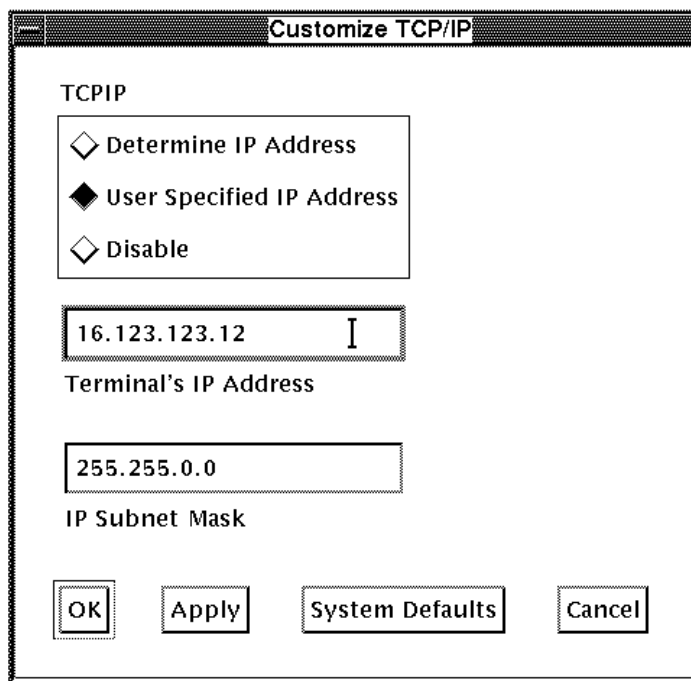 Customize TCP/IP
TCPIP
Determine IP Address
User Specified IP Address
Disable
16.123.123.12
Terminal's IP Address
255.255.0.0
IP Subnet Mask
OK Apply System Defaults Cancel